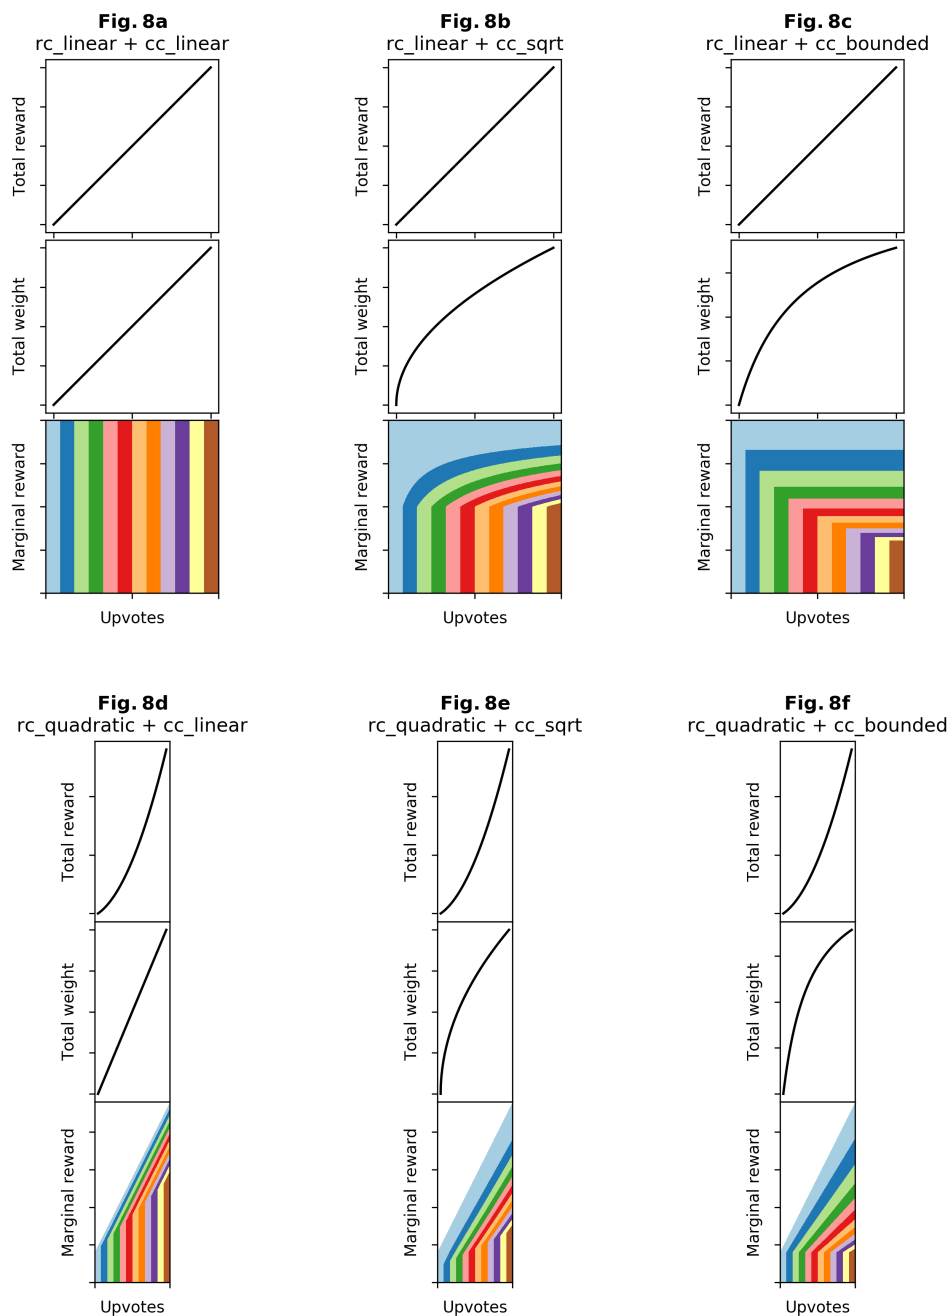 Fig. 8a
rc_linear + cc_linear
Total reward
Total weight
Marginal reward
Upvotes
Fig. 8b
rc_linear + cc_sqrt
Total reward
Total weight
Marginal reward
Upvotes
Fig. 8c
rc_linear + cc_bounded
Total reward
Total weight
Marginal reward
Upvotes
Fig. 8d
rc_quadratic + cc_linear
Total reward
Total weight
Marginal reward
Upvotes
Fig. 8e
rc_quadratic + cc_sqrt
Total reward
Total weight
Marginal reward
Upvotes
Fig. 8f
rc_quadratic + cc_bounded
Total reward
Total weight
Marginal reward
Upvotes